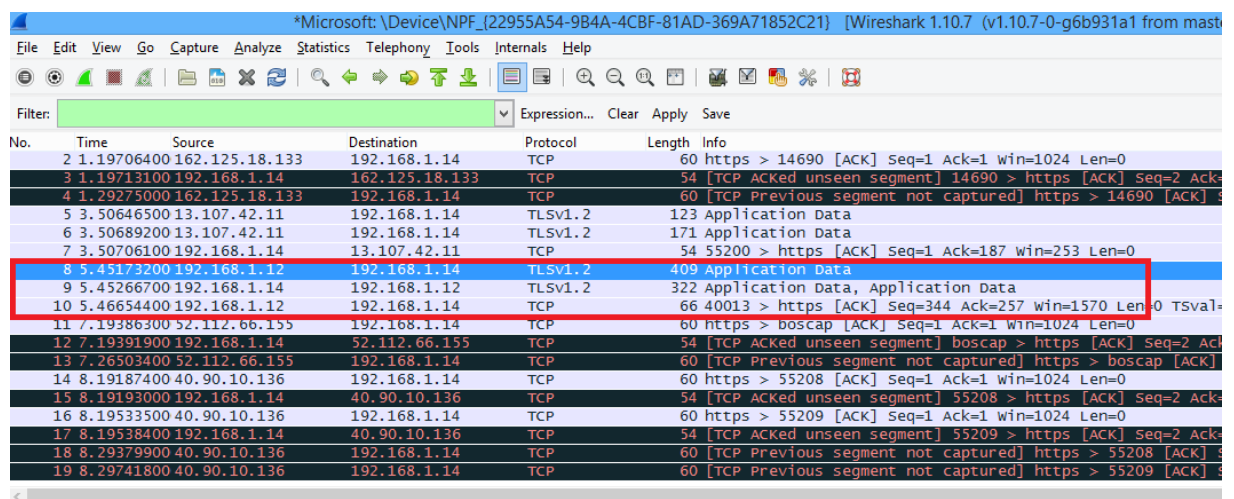 *Microsoft: \Device\NPF_{22955A54-9B4A-4CBF-81AD-369A71852C21} [Wireshark 1.10.7 (v1.10.7-0-g6b931a1 from maste
File Edit View Go Capture Analyze Statistics Telephony Tools Internals Help
Filter: Expression... Clear Apply Save
No. Time Source Destination Protocol Length Info
2 1.19706400 162.125.18.133 192.168.1.14 TCP 60 https > 14690 [ACK] Seq=1 Ack=1 Win=1024 Len=0
3 1.19713100 192.168.1.14 162.125.18.133 TCP 54 [TCP ACKed unseen segment] 14690 > https [ACK] Seq=2 Ack=
4 1.29275000 162.125.18.133 192.168.1.14 TCP 60 [TCP Previous segment not captured] https > 14690 [ACK] S
5 3.50646500 13.107.42.11 192.168.1.14 TLSv1.2 123 Application Data
6 3.50689200 13.107.42.11 192.168.1.14 TLSv1.2 171 Application Data
7 3.50706100 192.168.1.14 13.107.42.11 TCP 54 55200 > https [ACK] Seq=1 Ack=187 Win=253 Len=0
8 5.45173200 192.168.1.12 192.168.1.14 TLSv1.2 409 Application Data
9 5.45266700 192.168.1.14 192.168.1.12 TLSv1.2 322 Application Data, Application Data
10 5.46654400 192.168.1.12 192.168.1.14 TCP 66 40013 > https [ACK] Seq=344 Ack=257 Win=1570 Len=0 TSval=
11 7.19386300 52.112.66.155 192.168.1.14 TCP 60 https > boscap [ACK] Seq=1 Ack=1 Win=1024 Len=0
12 7.19391900 192.168.1.14 52.112.66.155 TCP 54 [TCP ACKed unseen segment] boscap > https [ACK] Seq=2 Ack
13 7.26503400 52.112.66.155 192.168.1.14 TCP 60 [TCP Previous segment not captured] https > boscap [ACK]
14 8.19187400 40.90.10.136 192.168.1.14 TCP 60 https > 55208 [ACK] Seq=1 Ack=1 Win=1024 Len=0
15 8.19193000 192.168.1.14 40.90.10.136 TCP 54 [TCP ACKed unseen segment] 55208 > https [ACK] Seq=2 Ack=
16 8.19533500 40.90.10.136 192.168.1.14 TCP 60 https > 55209 [ACK] Seq=1 Ack=1 Win=1024 Len=0
17 8.19538400 192.168.1.14 40.90.10.136 TCP 54 [TCP ACKed unseen segment] 55209 > https [ACK] Seq=2 Ack=
18 8.29379900 40.90.10.136 192.168.1.14 TCP 60 [TCP Previous segment not captured] https > 55208 [ACK] S
19 8.29741800 40.90.10.136 192.168.1.14 TCP 60 [TCP Previous segment not captured] https > 55209 [ACK] S